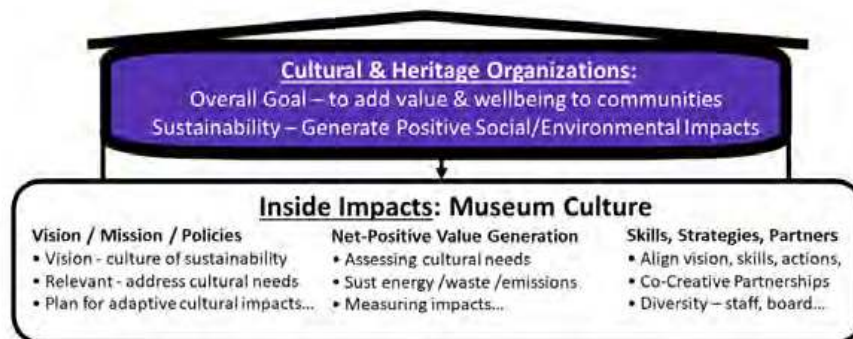 Cultural & Heritage Organizations:
Overall Goal – to add value & wellbeing to communities
Sustainability – Generate Positive Social/Environmental Impacts
Inside Impacts: Museum Culture
Vision / Mission / Policies
• Vision - culture of sustainability
• Relevant - address cultural needs
• Plan for adaptive cultural impacts...
Net-Positive Value Generation
• Assessing cultural needs
• Sust energy /waste /emissions
• Measuring impacts...
Skills, Strategies, Partners
• Align vision, skills, actions,
• Co-Creative Partnerships
• Diversity – staff, board...